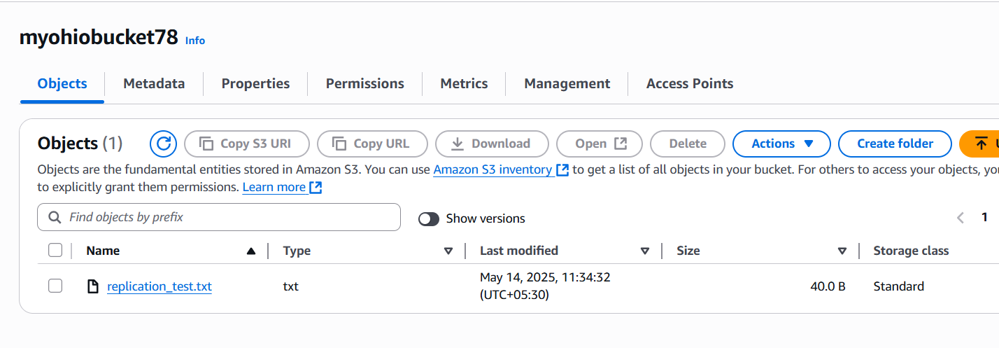 myohiobucket78 Info
Objects Metadata Properties Permissions Metrics Management Access Points
Objects (1) Copy S3 URI Copy URL Download Open Delete Actions Create folder
Objects are the fundamental entities stored in Amazon S3. You can use Amazon S3 inventory to get a list of all objects in your bucket. For others to access your objects,
to explicitly grant them permissions. Learn more
Find objects by prefix Show versions 1
Name Type Last modified Size Storage class
replication_test.txt txt May 14, 2025, 11:34:32 40.0 B Standard
(UTC+05:30)